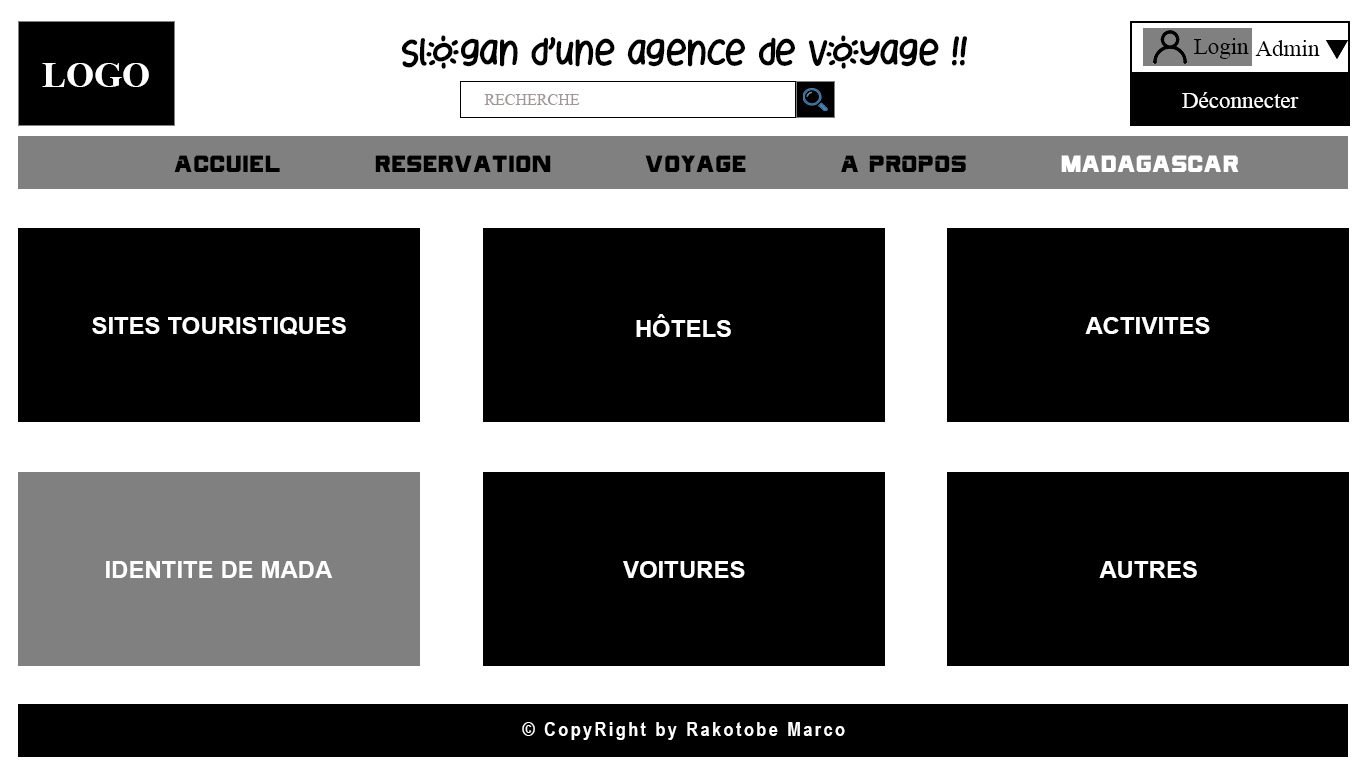 LOGO
slogan d'une agence de voyage !!
RECHERCHE
Login Admin
Déconnecter
ACCUIEL RESERVATION VOYAGE A PROPOS MADAGASCAR
SITES TOURISTIQUES
HÔTELS
ACTIVITES
IDENTITE DE MADA
VOITURES
AUTRES
© CopyRight by Rakotobe Marco